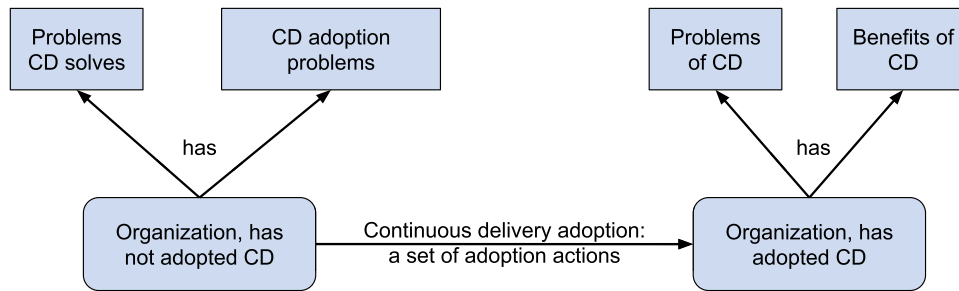 Problems
CD solves
CD adoption
problems
Problems
of CD
Benefits of
CD
has
has
Organization, has
not adopted CD
Continuous delivery adoption:
a set of adoption actions
Organization, has
adopted CD